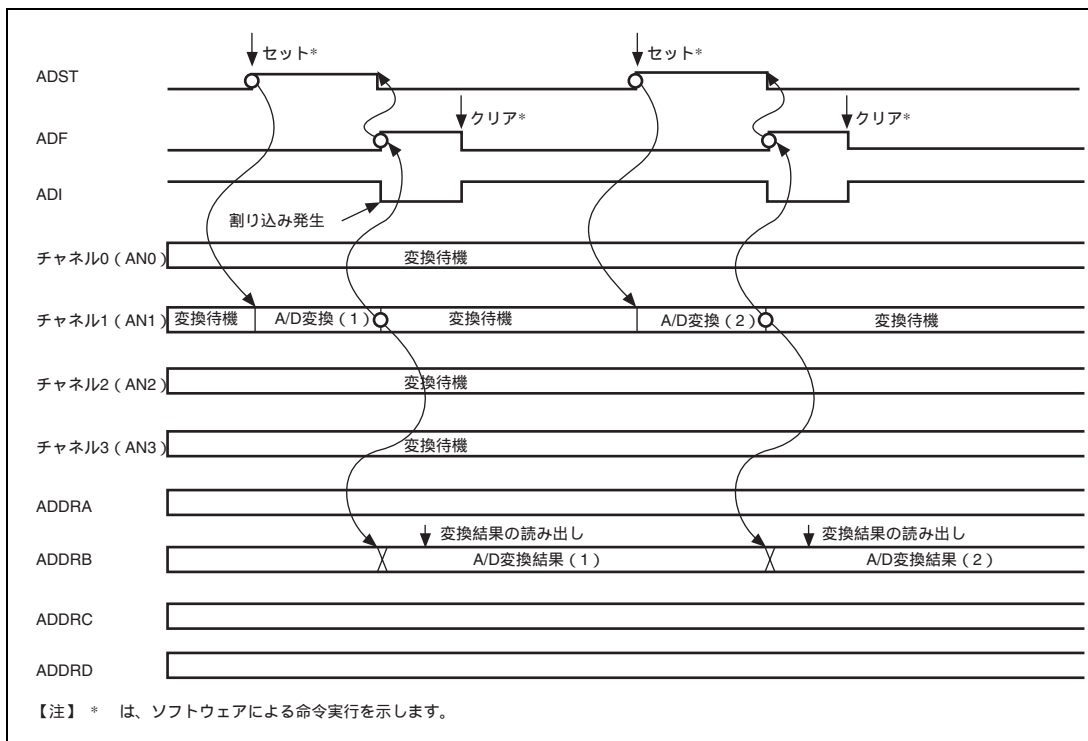 セット* セット*
ADST
クリア* クリア*
ADF
ADI
割り込み発生
チャネル0（AN0） 変換待機
チャネル1（AN1） 変換待機 A/D変換（1） 変換待機 A/D変換（2） 変換待機
チャネル2（AN2） 変換待機
チャネル3（AN3） 変換待機
ADDRA
変換結果の読み出し 変換結果の読み出し
ADDRB A/D変換結果（1） A/D変換結果（2）
ADDRC
ADDRD
【注】 * は、ソフトウェアによる命令実行を示します。